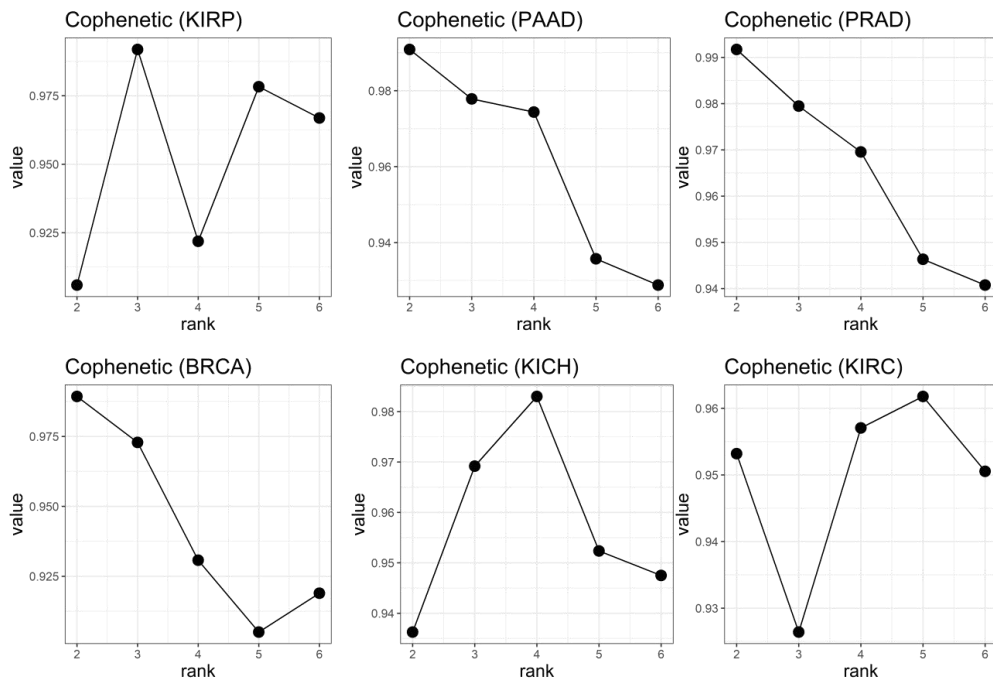 Cophenetic (KIRP)
0.975
0.950
0.925
value
2 3 4 5 6
rank
Cophenetic (PAAD)
0.98
0.96
0.94
value
2 3 4 5 6
rank
Cophenetic (PRAD)
0.99
0.98
0.97
0.96
0.95
0.94
value
2 3 4 5 6
rank
Cophenetic (BRCA)
0.975
0.950
0.925
value
2 3 4 5 6
rank
Cophenetic (KICH)
0.98
0.97
0.96
0.95
0.94
value
2 3 4 5 6
rank
Cophenetic (KIRC)
0.96
0.95
0.94
0.93
value
2 3 4 5 6
rank